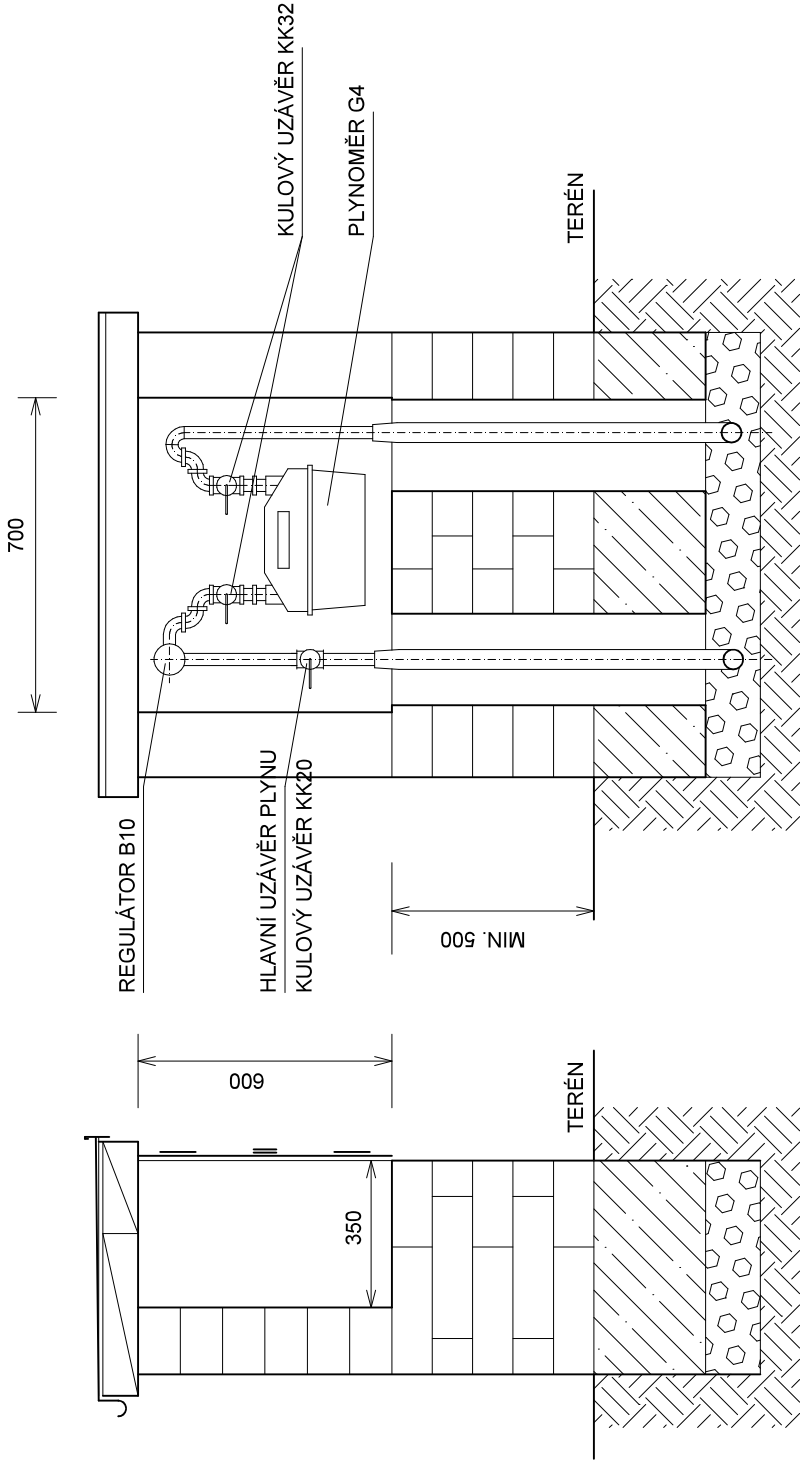 KULOVÝ UZÁVĚR KK32
PLYNOMĚR G4
TERÉN
700
REGULÁTOR B10
HLAVNÍ UZÁVĚR PLYNU
KULOVÝ UZÁVĚR KK20
MIN. 500
600
TERÉN
350